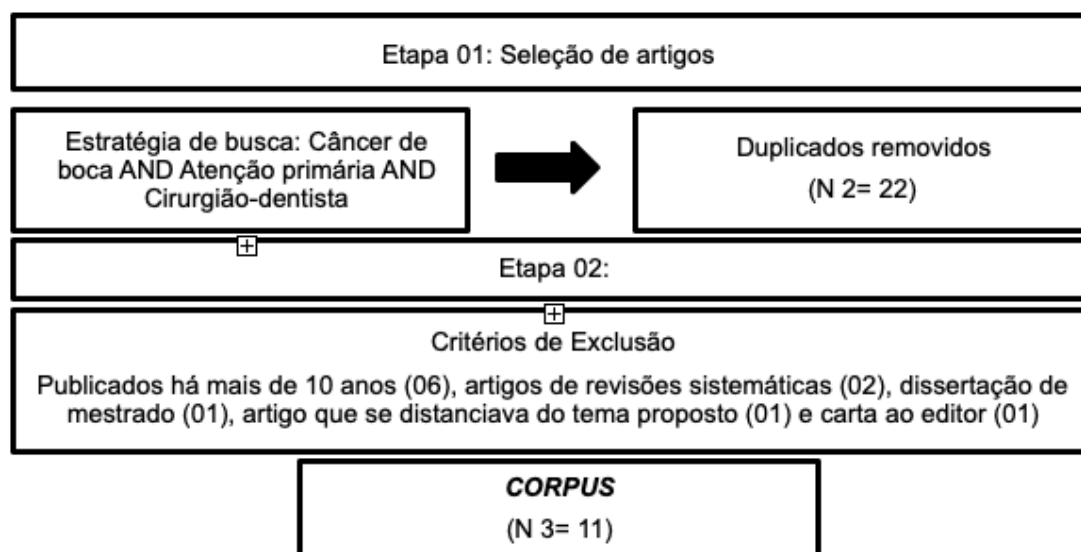 Etapa 01: Seleção de artigos
Estratégia de busca: Câncer de
boca AND Atenção primária AND
Cirurgião-dentista
Duplicados removidos
(N 2= 22)
Etapa 02:
Critérios de Exclusão
Publicados há mais de 10 anos (06), artigos de revisões sistemáticas (02), dissertação de
mestrado (01), artigo que se distanciava do tema proposto (01) e carta ao editor (01)
CORPUS
(N 3= 11)